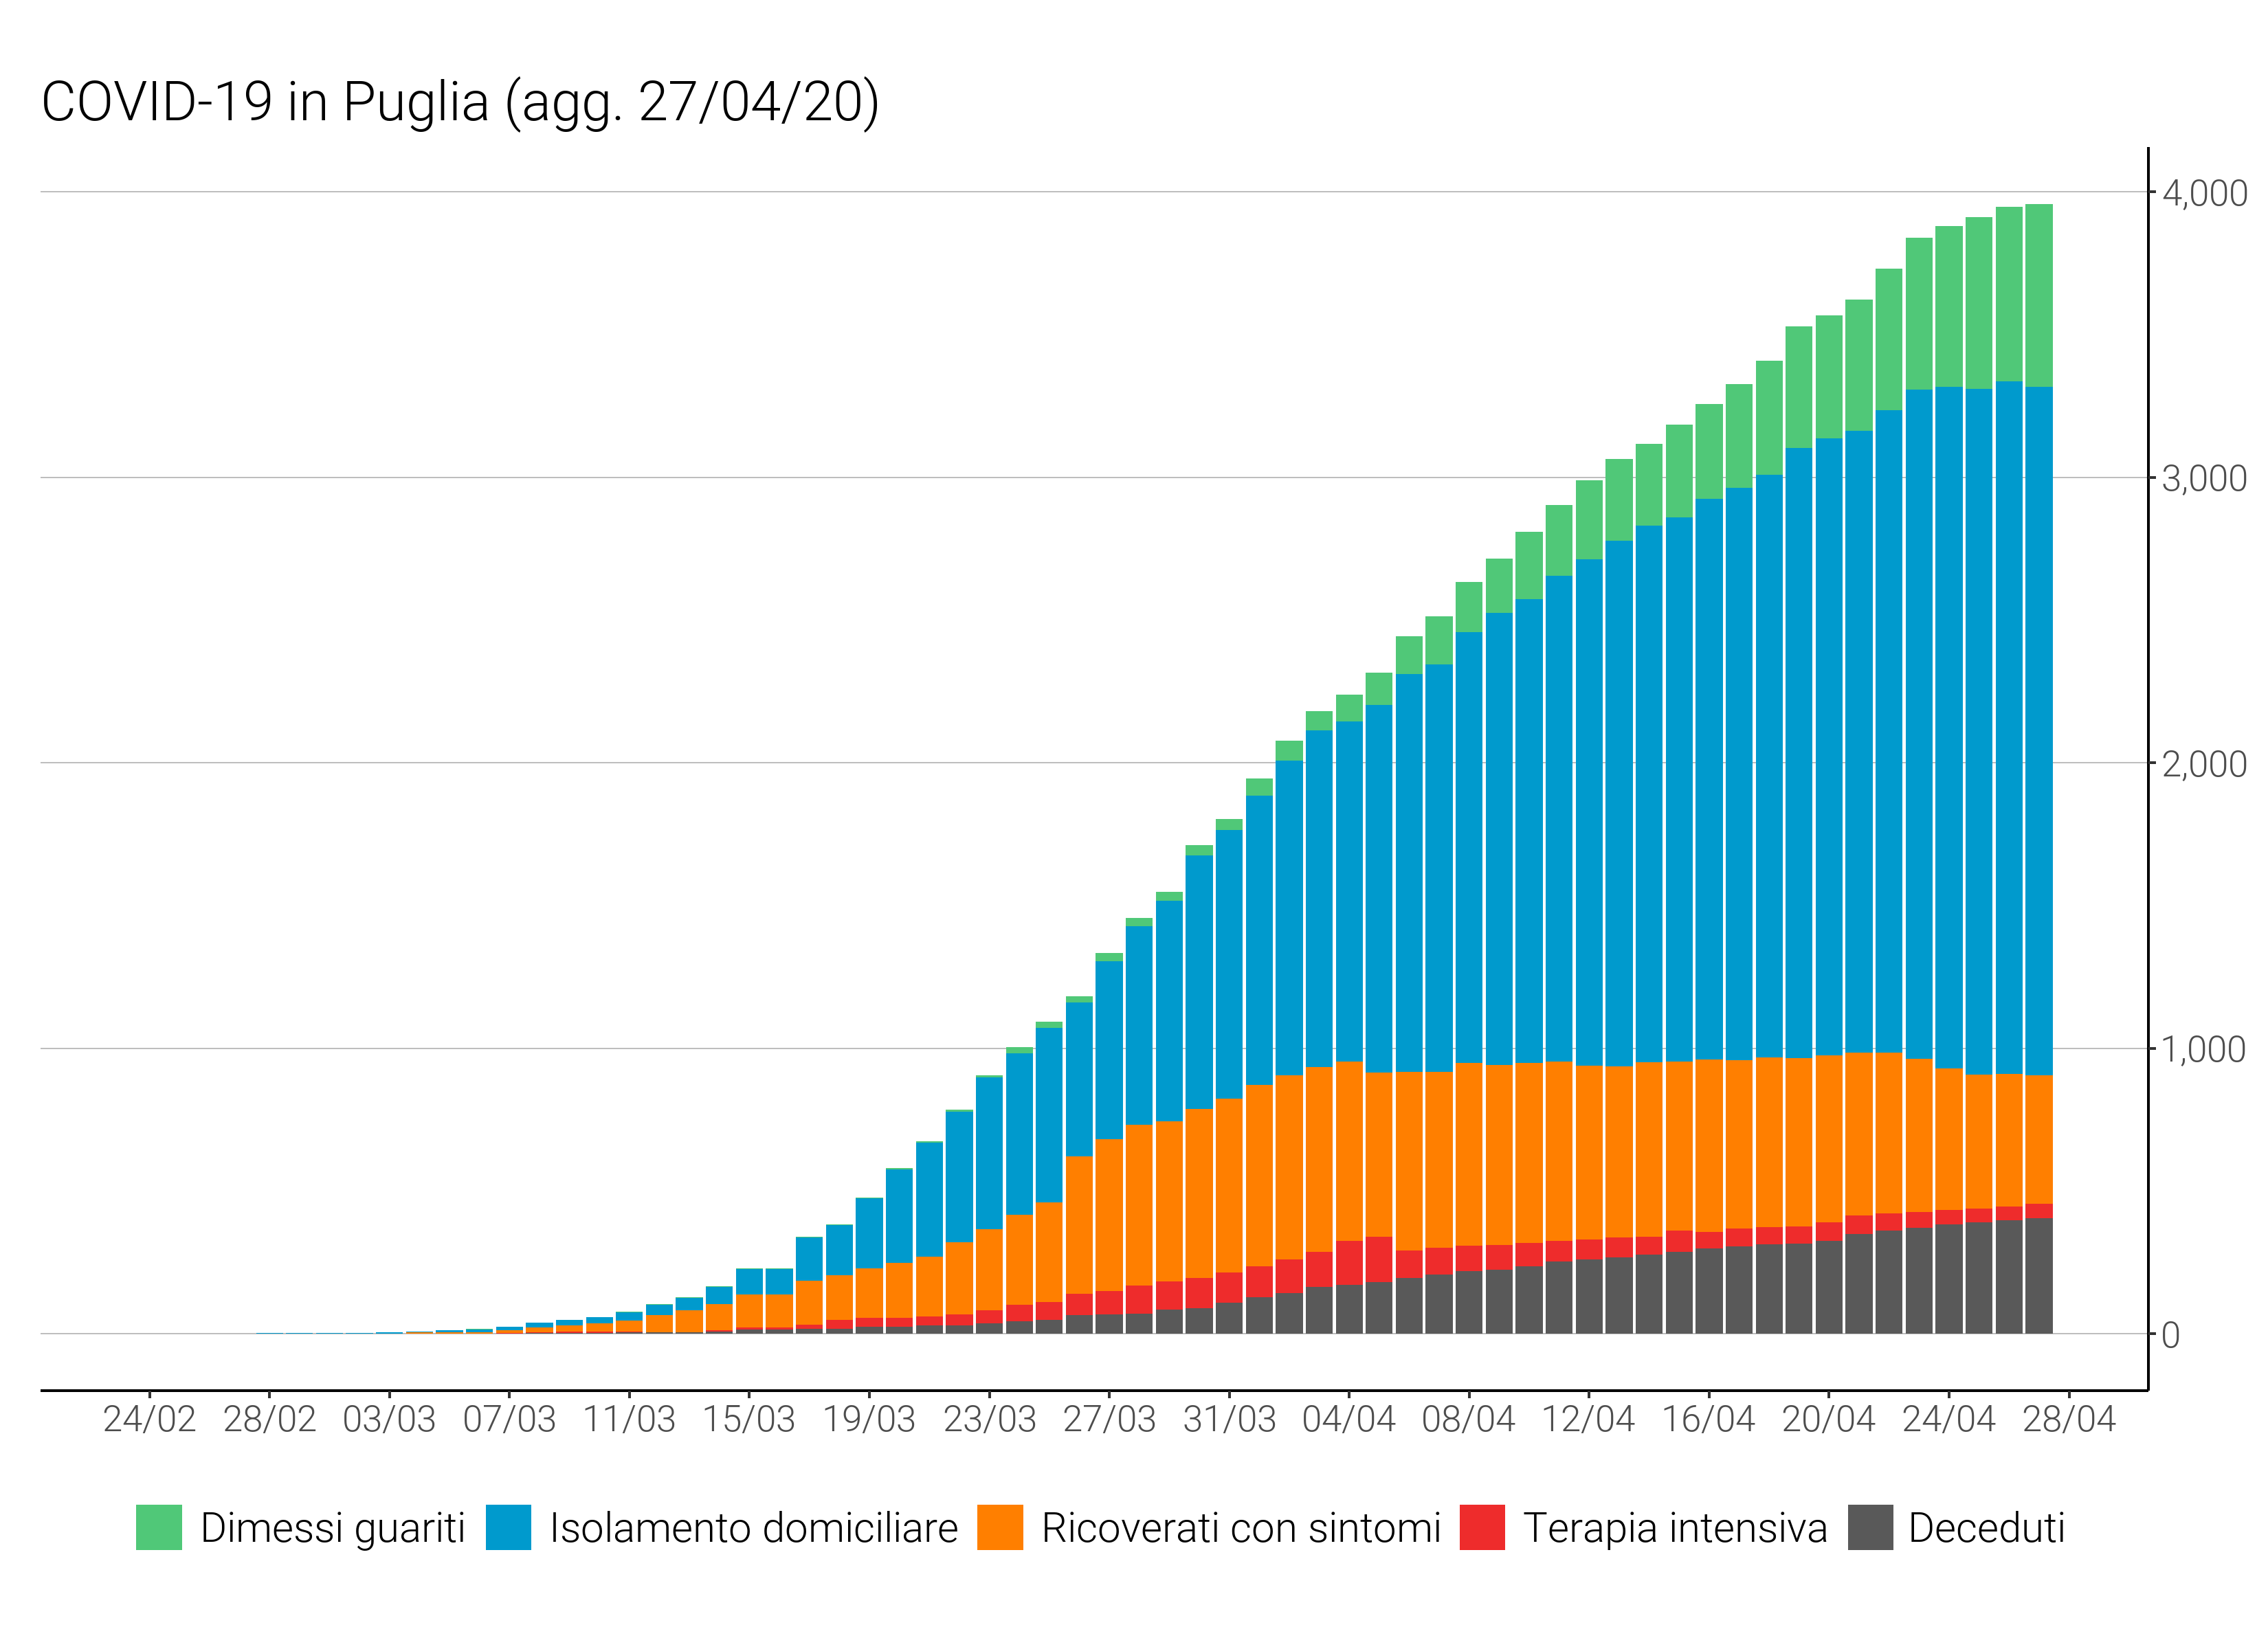 COVID-19 in Puglia (agg. 27/04/20)
4,000
3,000
2,000
1,000
0
24/02 28/02 03/03 07/03 11/03 15/03 19/03 23/03 27/03 31/03 04/04 08/04 12/04 16/04 20/04 24/04 28/04
Dimessi guariti Isolamento domiciliare Ricoverati con sintomi Terapia intensiva Deceduti